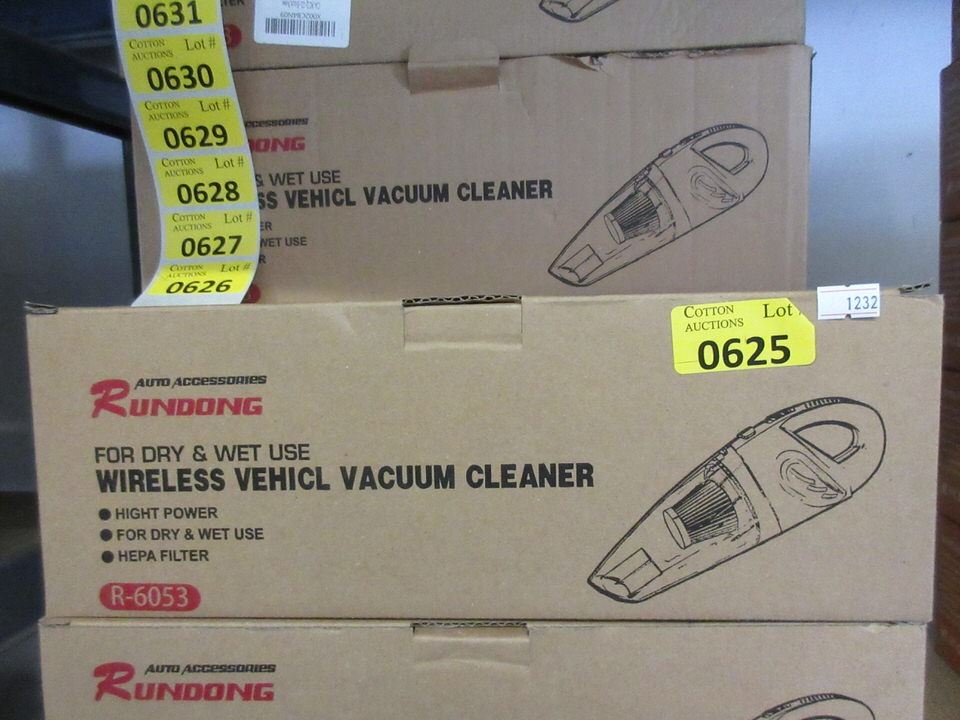 0631
COTTON AUCTIONS Lot #
0630
COTTON AUCTIONS Lot #
0629
COTTON AUCTIONS Lot #
0628
COTTON AUCTIONS Lot #
0627
COTTON AUCTIONS Lot #
0626
& WET USE
SS VEHICL VACUUM CLEANER
WET USE
COTTON AUCTIONS Lot
0625
1232
AUTO ACCESSORIES
RUNDONG
FOR DRY & WET USE
WIRELESS VEHICL VACUUM CLEANER
HIGHT POWER
FOR DRY & WET USE
HEPA FILTER
R-6053
AUTO ACCESSORIES
RUNDONG